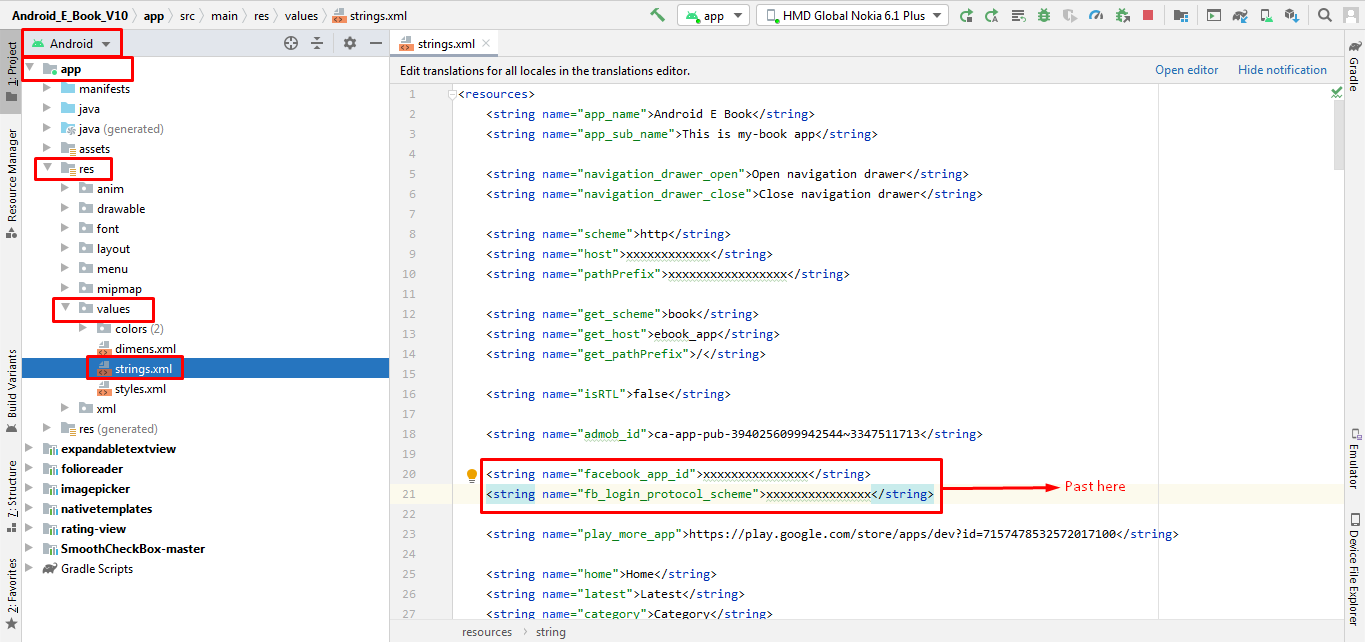 Android_E_Book_V10 app src main res values strings.xml
app
HMD Global Nokia 6.1 Plus
1: Project
Resource Manager
Build Variants
7: Structure
2: Favorites
Android
app
manifests
java
java (generated)
assets
res
anim
drawable
font
layout
menu
mipmap
values
colors (2)
dimens.xml
strings.xml
styles.xml
xml
res (generated)
expandabletextview
folioreader
imagepicker
nativetemplates
rating-view
SmoothCheckBox-master
Gradle Scripts
strings.xml
Edit translations for all locales in the translations editor.
Open editor Hide notification
1 <resources>
2 <string name="app_name">Android E Book</string>
3 <string name="app_sub_name">This is my-book app</string>
4
5 <string name="navigation_drawer_open">Open navigation drawer</string>
6 <string name="navigation_drawer_close">Close navigation drawer</string>
7
8 <string name="scheme">http</string>
9 <string name="host">xxxxxxxxxxxx</string>
10 <string name="pathPrefix">xxxxxxxxxxxxxxxxx</string>
11
12 <string name="get_scheme">book</string>
13 <string name="get_host">ebook_app</string>
14 <string name="get_pathPrefix">/</string>
15
16 <string name="isRTL">false</string>
17
18 <string name="admob_id">ca-app-pub-3940256099942544~3347511713</string>
19
20 <string name="facebook_app_id">xxxxxxxxxxxxxxx</string>
21 <string name="fb_login_protocol_scheme">xxxxxxxxxxxxxxx</string>
Past here
22
23 <string name="play_more_app">https://play.google.com/store/apps/dev?id=7157478532572017100</string>
24
25 <string name="home">Home</string>
26 <string name="latest">Latest</string>
27 <string name="category">Category</string>
resources string
Gradle
Emulator
Device File Explorer